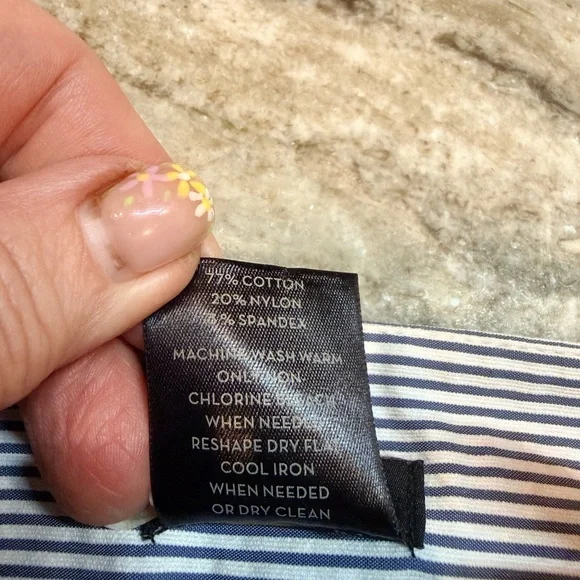 77% COTTON
20% NYLON
% SPANDEX
MACHINE WASH WARM
ONLY NON
CHLORINE BLEACH
WHEN NEEDED
RESHAPE DRY FLAT
COOL IRON
WHEN NEEDED
OR DRY CLEAN